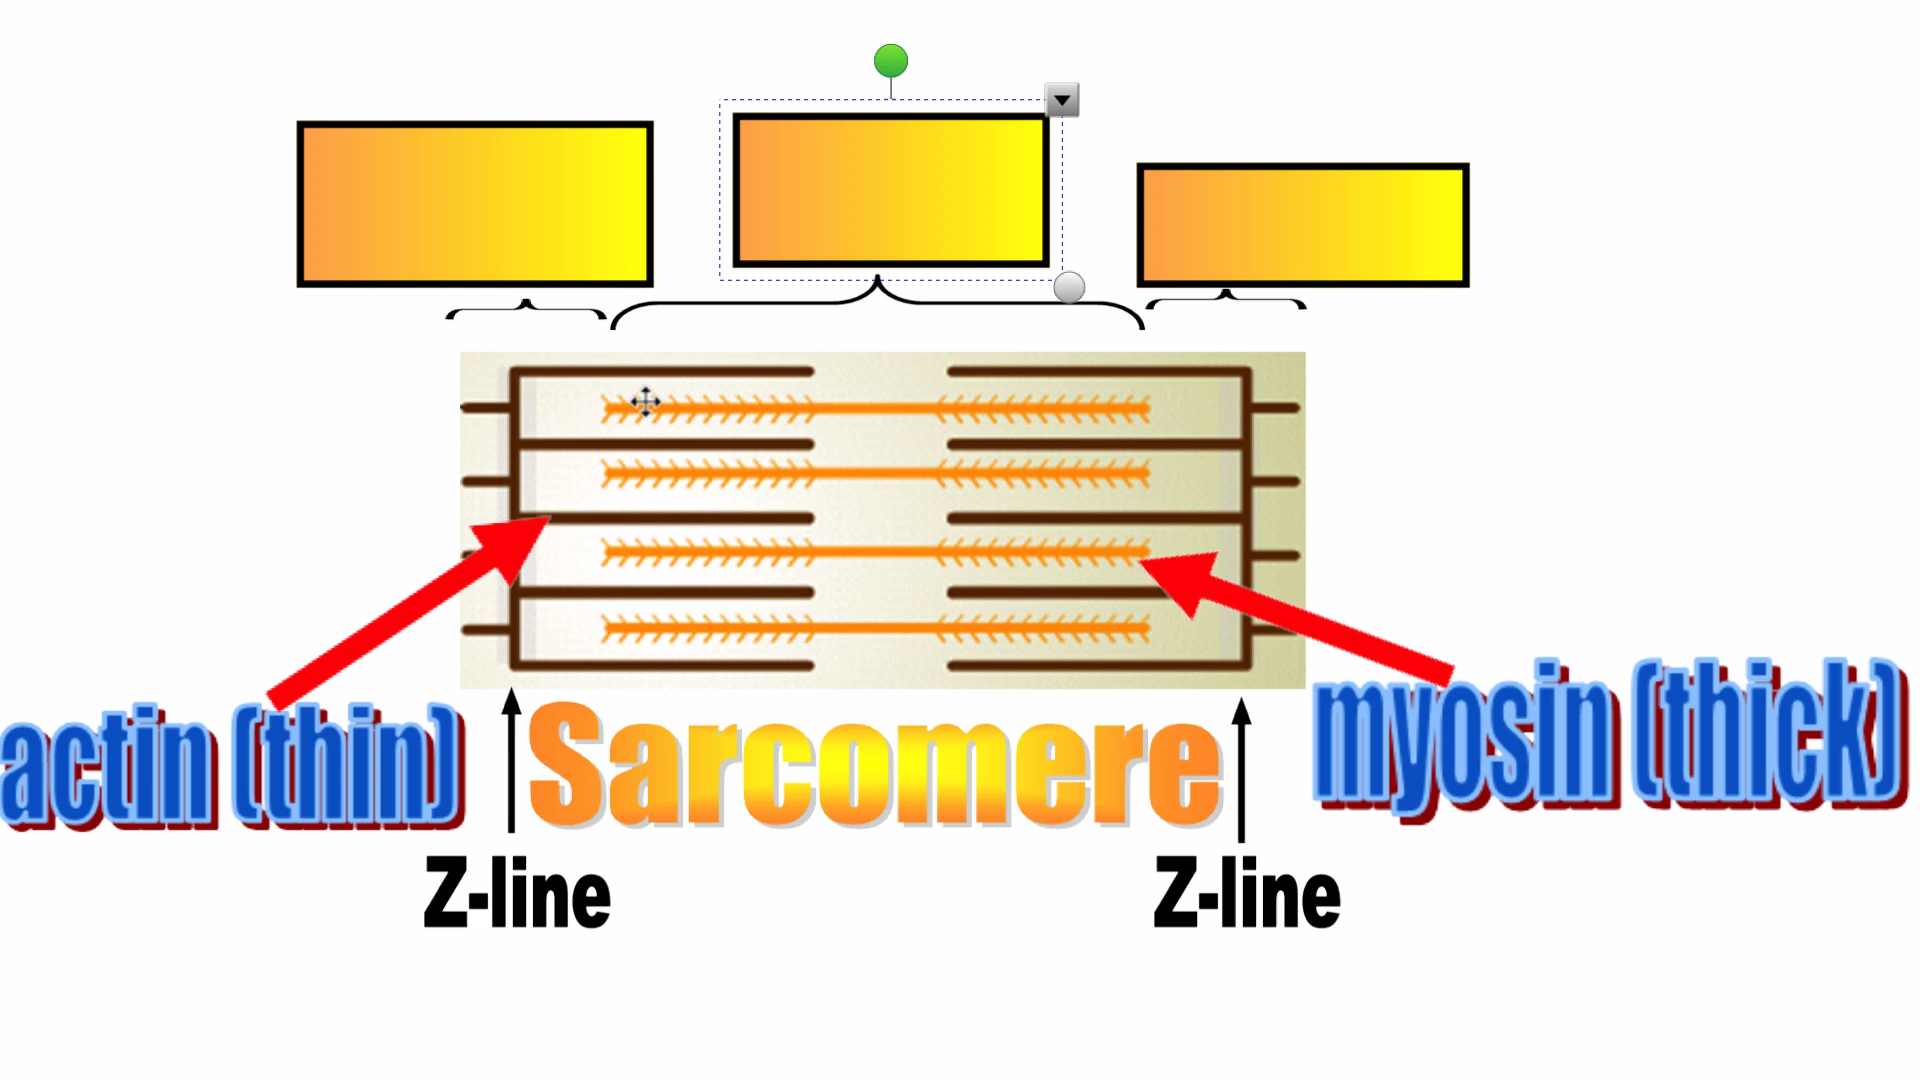 actin (thin)
Sarcomere
myosin (thick)
Z-line
Z-line